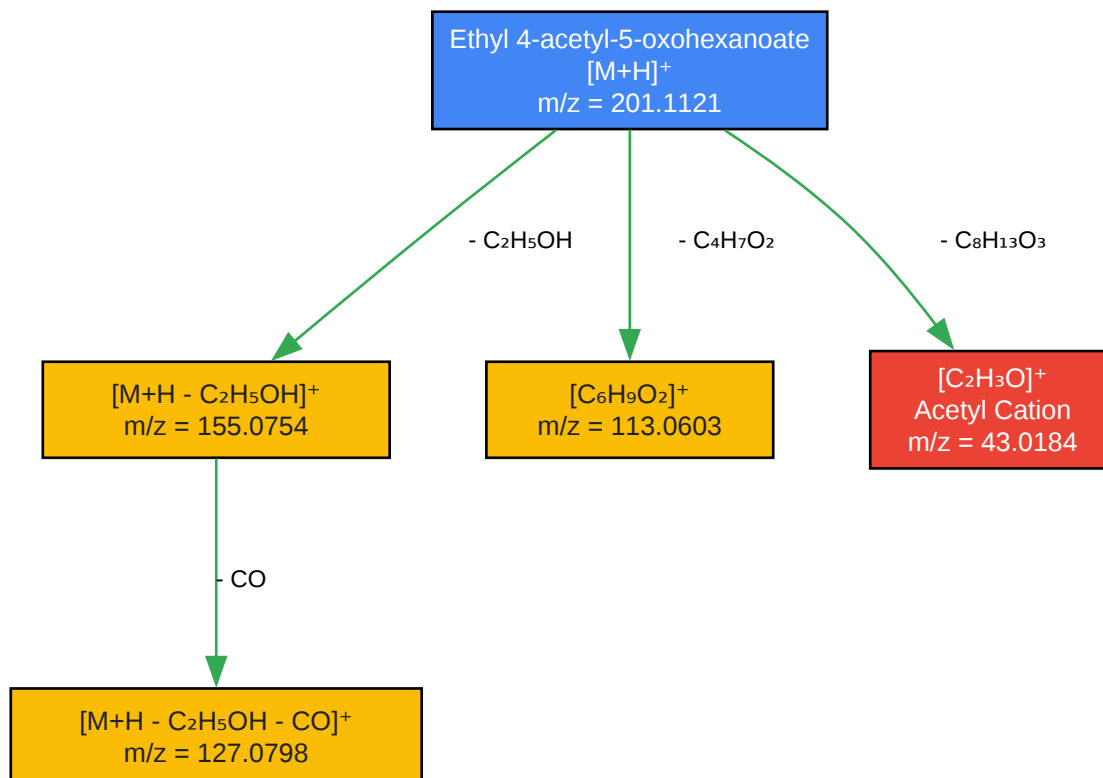 Ethyl 4-acetyl-5-oxohexanoate
[M+H]⁺
m/z = 201.1121
- C₂H₅OH
- C₄H₇O₂
- C₈H₁₃O₃
[M+H - C₂H₅OH]⁺
m/z = 155.0754
[C₆H₉O₂]⁺
m/z = 113.0603
[C₂H₃O]⁺
Acetyl Cation
m/z = 43.0184
- CO
[M+H - C₂H₅OH - CO]⁺
m/z = 127.0798